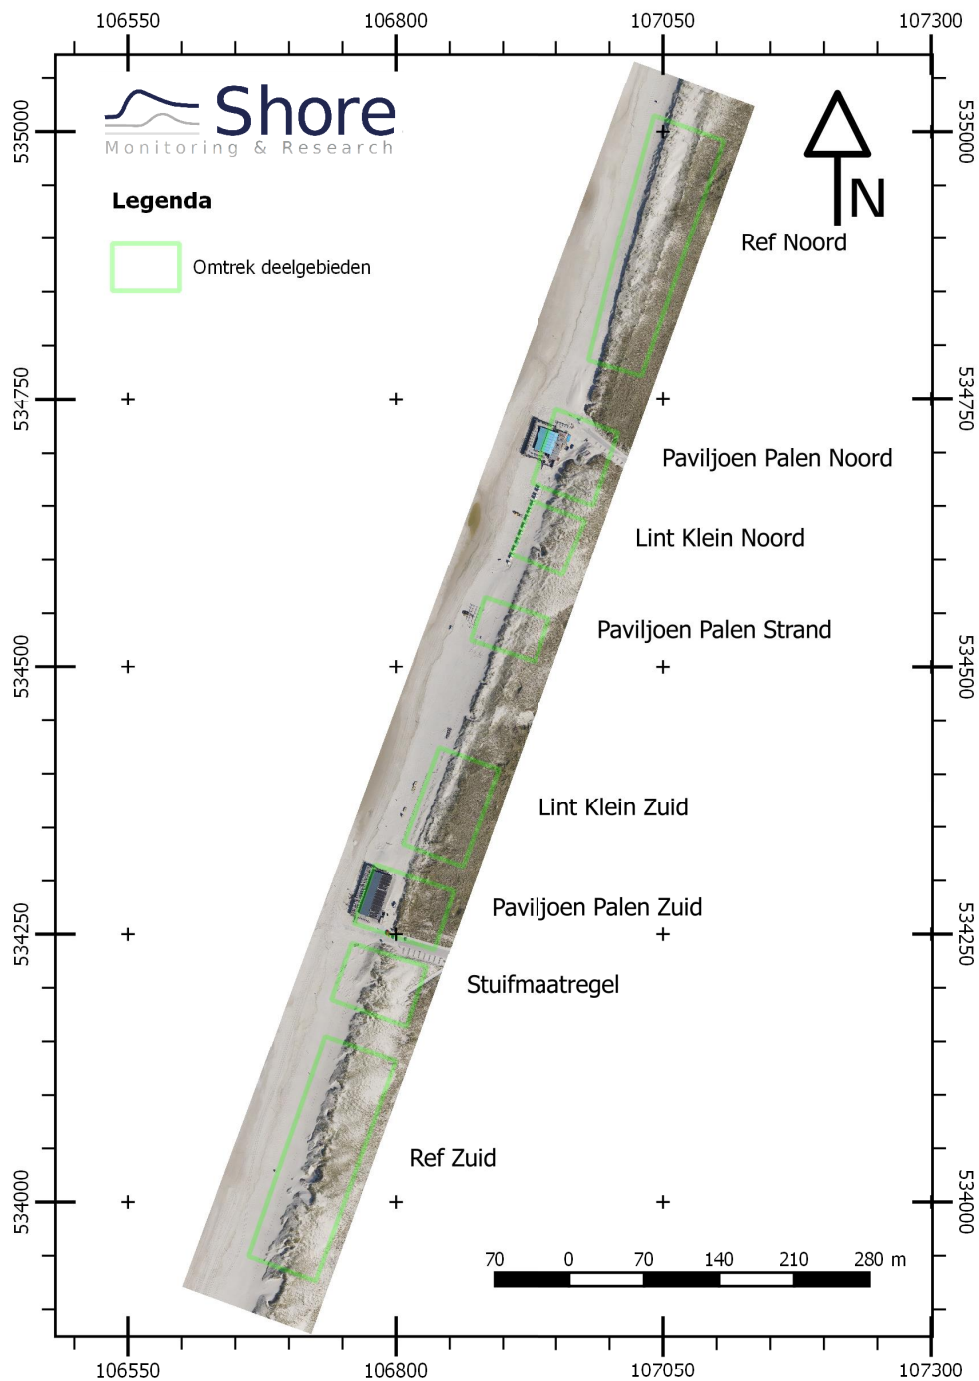 106550 106800 107050 107300
535000 535000
Shore
Monitoring & Research
N
Legenda
Omtrek deelgebieden
Ref Noord
534750 534750
Paviljoen Palen Noord
Lint Klein Noord
Paviljoen Palen Strand
534500 534500
Lint Klein Zuid
Paviljoen Palen Zuid
534250 534250
Stuifmaatregel
Ref Zuid
534000 534000
70 0 70 140 210 280 m
106550 106800 107050 107300